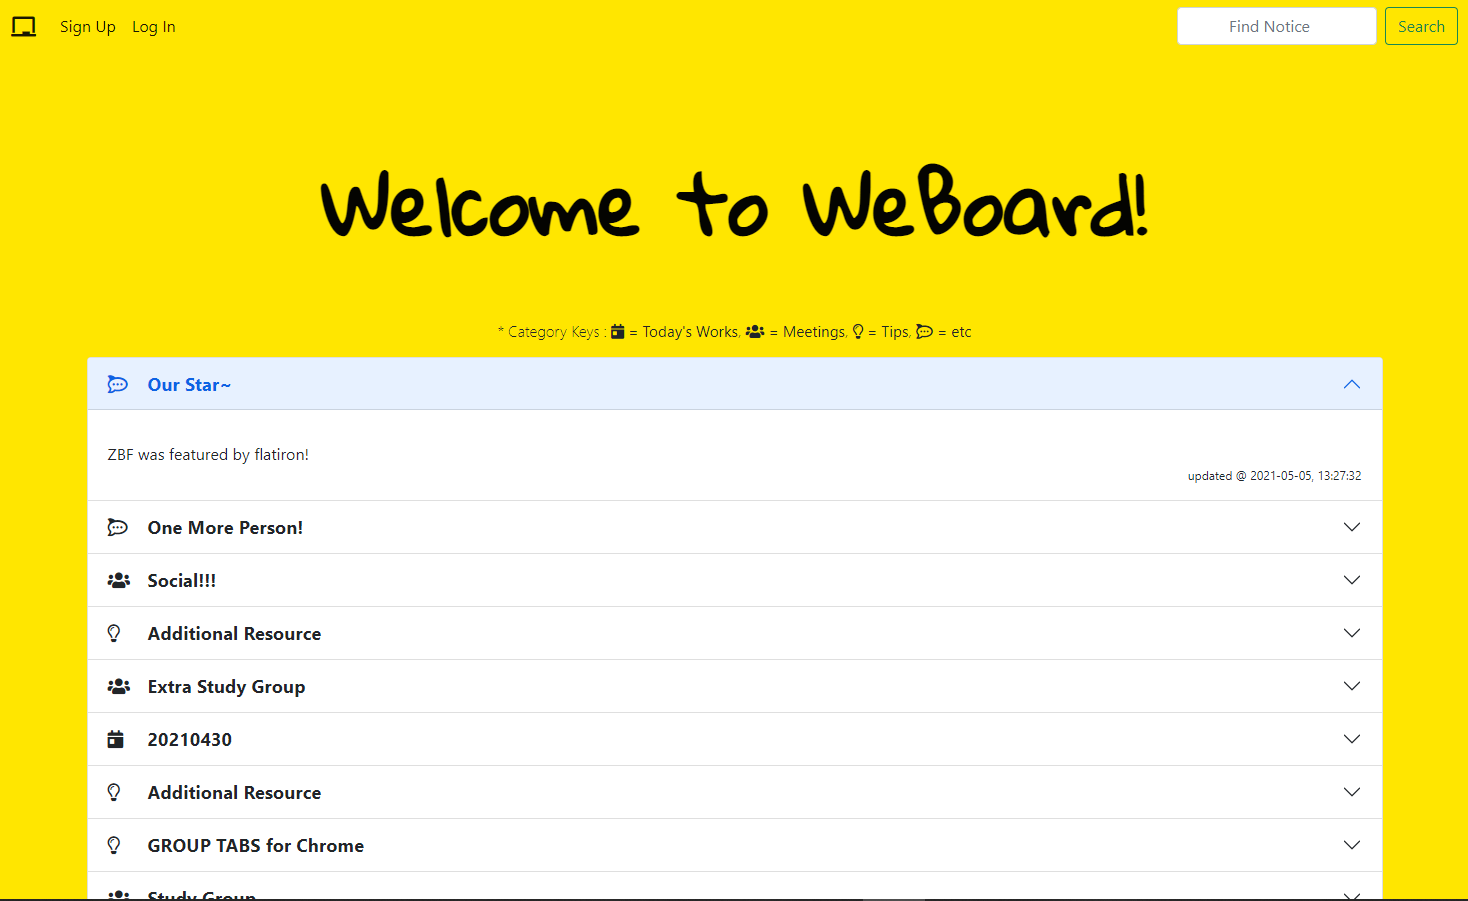 Sign Up Log In Find Notice Search
Welcome to WeBoard!
* Category Keys : = Today's Works, = Meetings, = Tips, = etc
Our Star~
ZBF was featured by flatiron!
updated @ 2021-05-05, 13:27:32
One More Person!
Social!!!
Additional Resource
Extra Study Group
20210430
Additional Resource
GROUP TABS for Chrome
Study Group